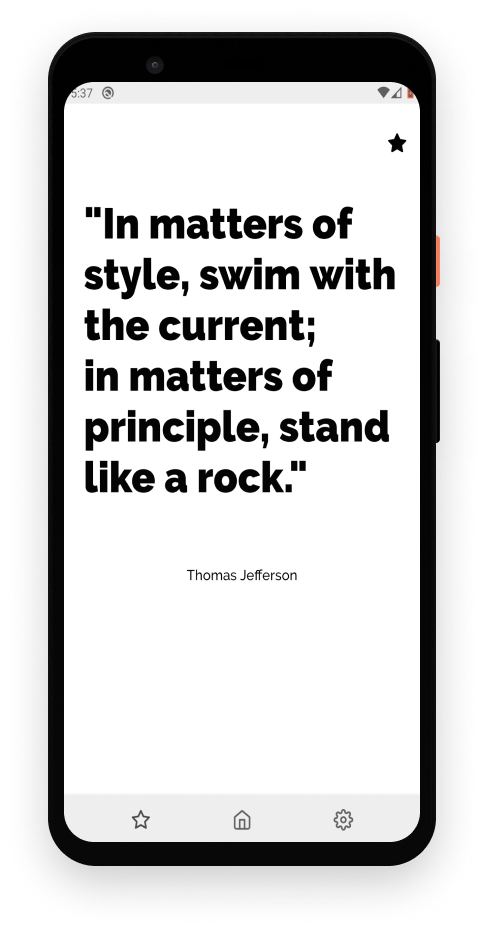 5:37
"In matters of
style, swim with
the current;
in matters of
principle, stand
like a rock."
Thomas Jefferson